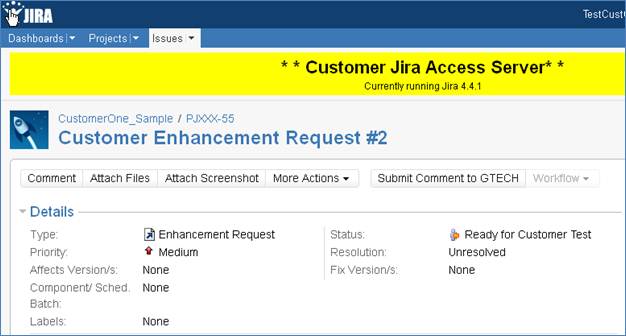 JIRA
TestCust
Dashboards Projects Issues
* * Customer Jira Access Server* *
Currently running Jira 4.4.1
CustomerOne_Sample / PJXXX-55
Customer Enhancement Request #2
Comment Attach Files Attach Screenshot More Actions Submit Comment to GTECH Workflow
Details
Type: Enhancement Request Status: Ready for Customer Test
Priority: Medium Resolution: Unresolved
Affects Version/s: None Fix Version/s: None
Component/ Sched. None
Batch:
Labels: None